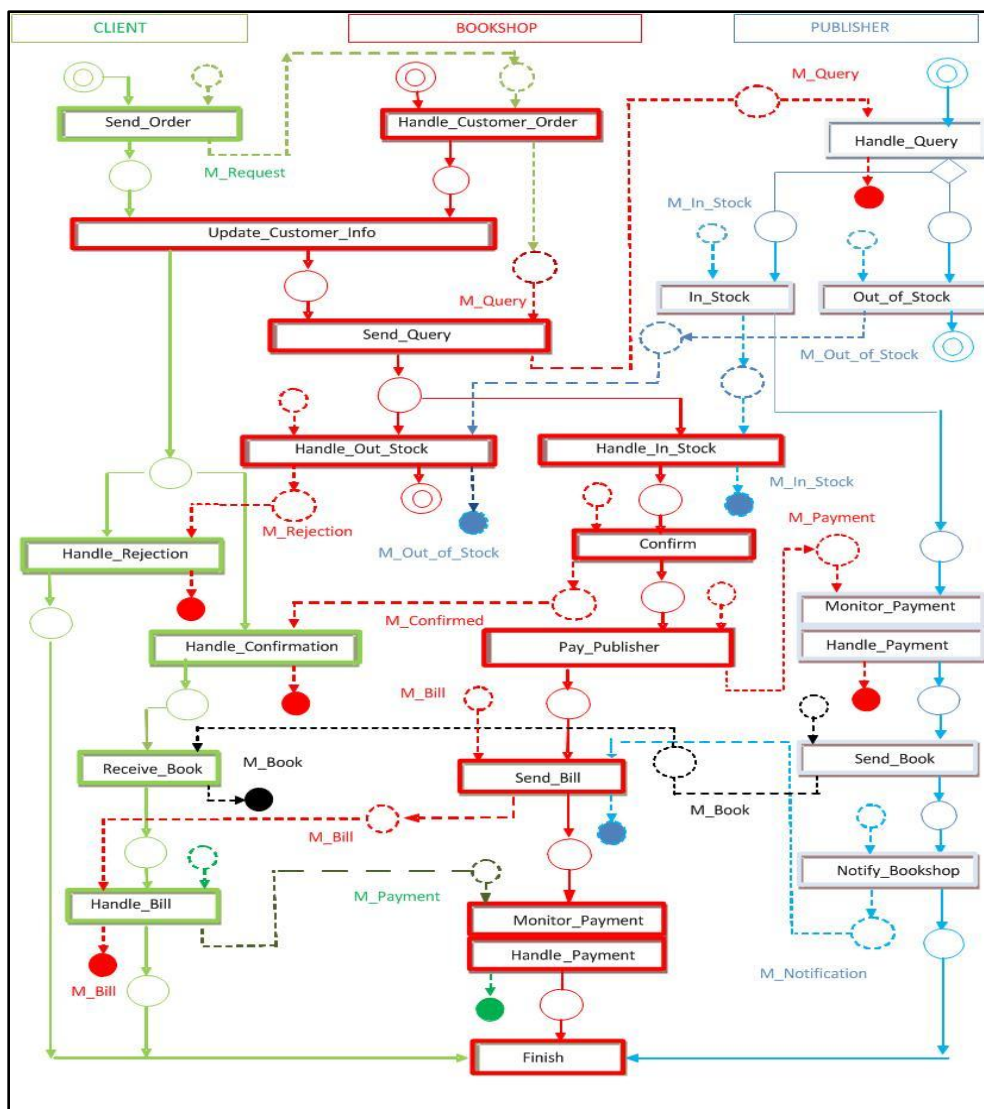 CLIENT
BOOKSHOP
PUBLISHER
M_Query
Send_Order
Handle_Customer_Order
Handle_Query
M_Request
M_In_Stock
Update_Customer_Info
M_Query
In_Stock
Out_of_Stock
Send_Query
M_Out_of_Stock
Handle_Out_Stock
Handle_In_Stock
M_In_Stock
M_Rejection
M_Payment
M_Out_of_Stock
Handle_Rejection
Confirm
Monitor_Payment
M_Confirmed
Handle_Confirmation
Pay_Publisher
Handle_Payment
M_Bill
Receive_Book
M_Book
Send_Bill
Send_Book
M_Book
M_Bill
Notify_Bookshop
M_Payment
Handle_Bill
Monitor_Payment
Handle_Payment
M_Notification
M_Bill
Finish